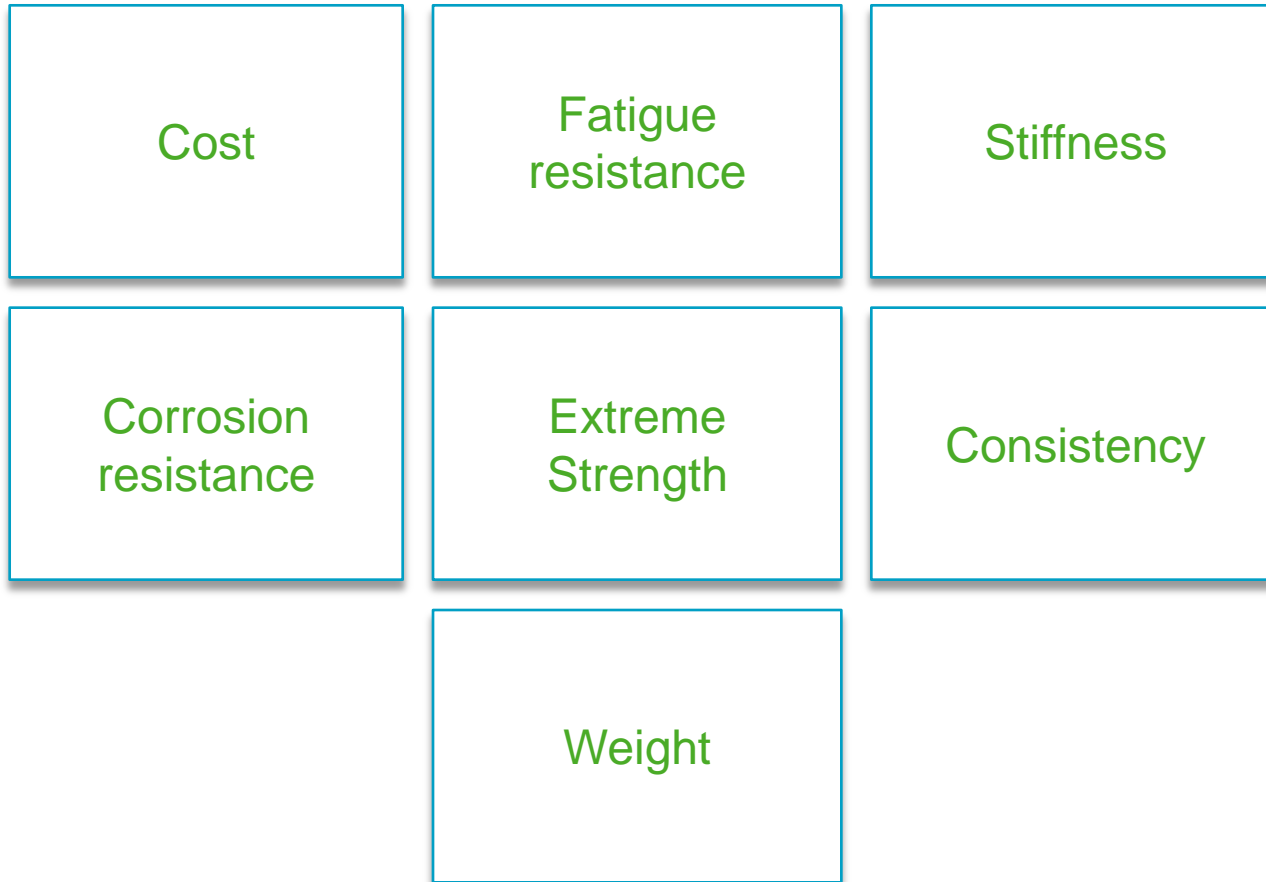 Cost
Fatigue
resistance
Stiffness
Corrosion
resistance
Extreme
Strength
Consistency
Weight